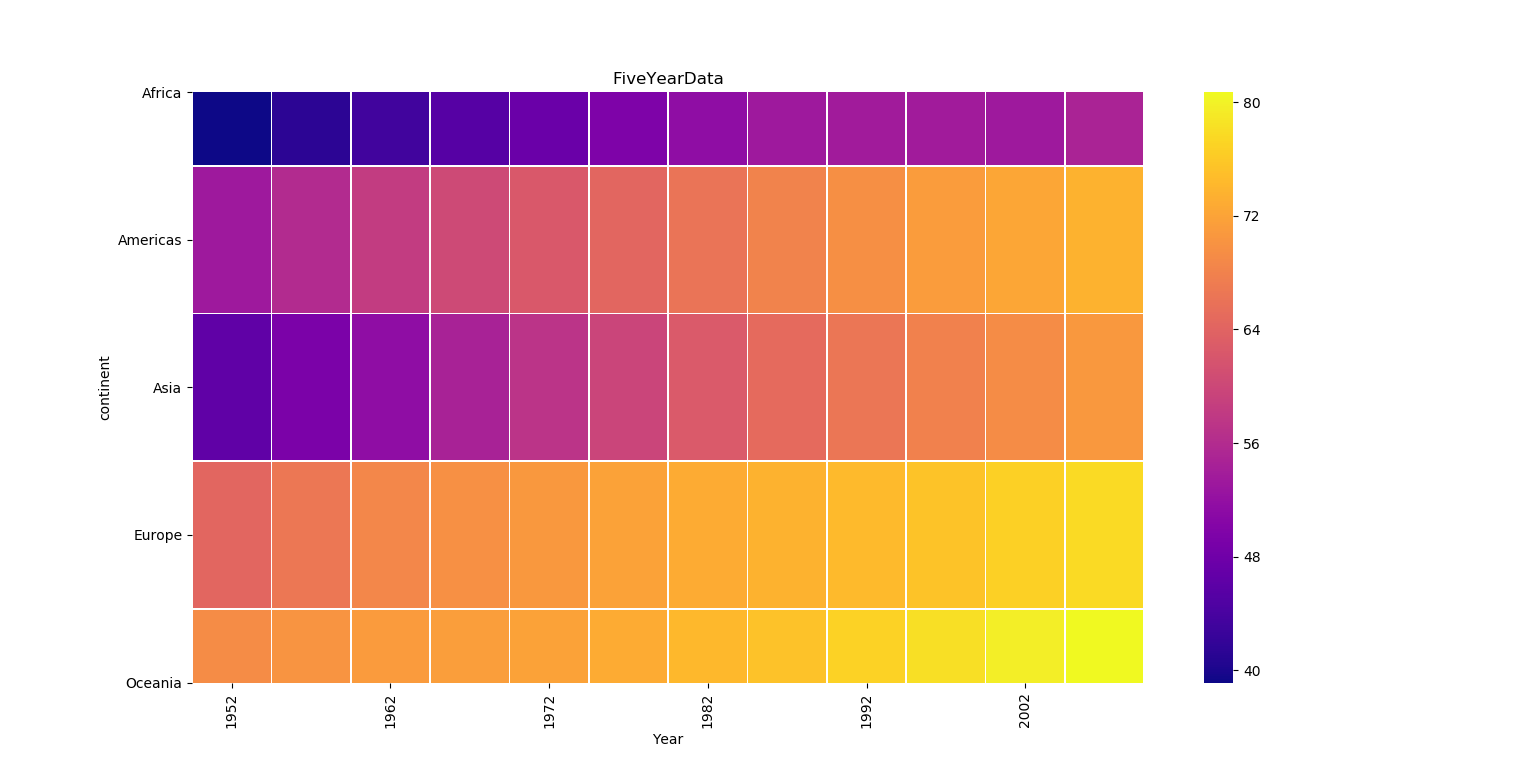 FiveYearData
Africa
Americas
Asia
Europe
Oceania
continent
1952
1962
1972
1982
1992
2002
Year
80
72
64
56
48
40